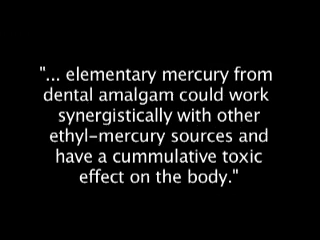 "... elementary mercury from
dental amalgam could work
synergistically with other
ethyl-mercury sources and
have a cummulative toxic
effect on the body."